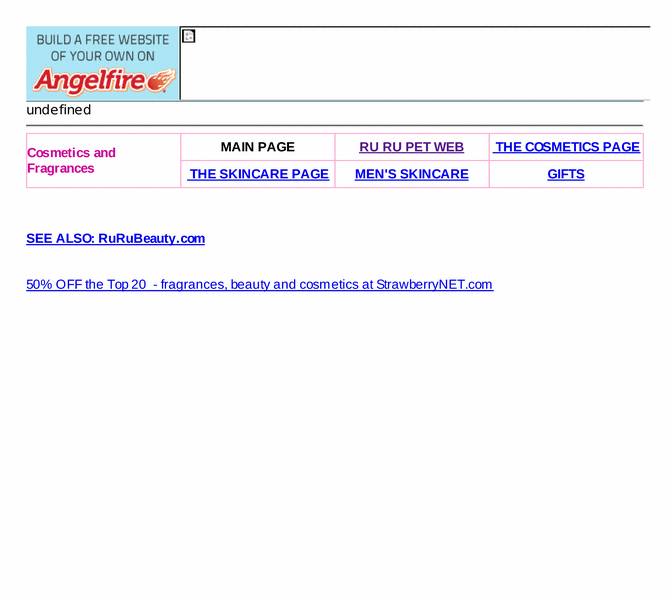 BUILD A FREE WEBSITE
OF YOUR OWN ON
Angelfire
undefined
Cosmetics and
Fragrances
MAIN PAGE
RU RU PET WEB
THE COSMETICS PAGE
THE SKINCARE PAGE
MEN'S SKINCARE
GIFTS
SEE ALSO: RuRuBeauty.com
50% OFF the Top 20 - fragrances, beauty and cosmetics at StrawberryNET.com